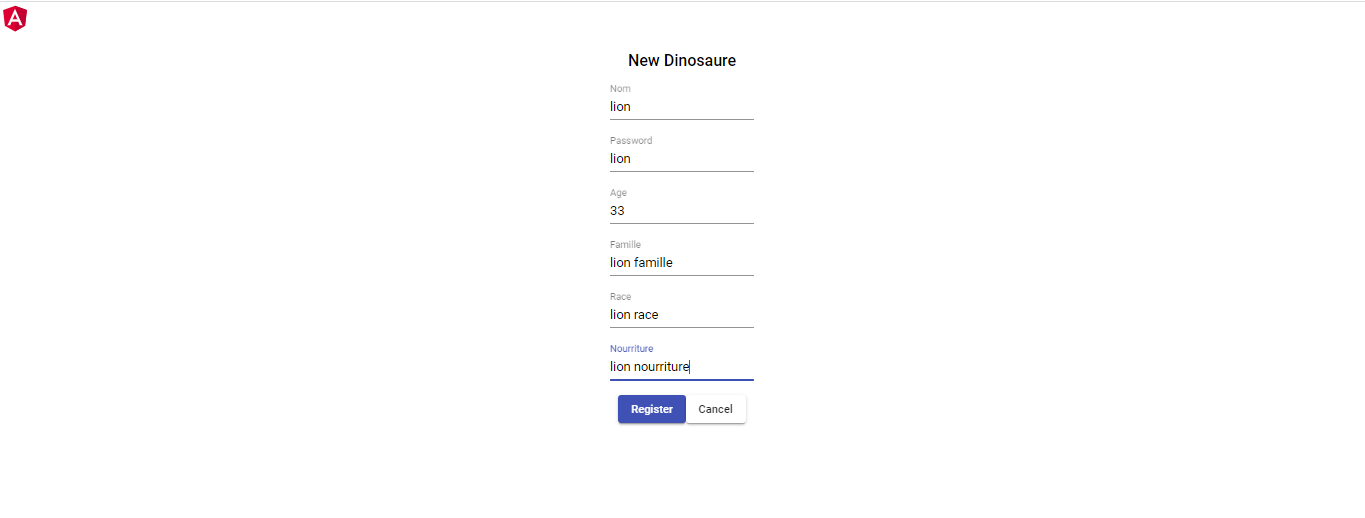 New Dinosaure
Nom
lion
Password
lion
Age
33
Famille
lion famille
Race
lion race
Nourriture
lion nourriture
Register Cancel